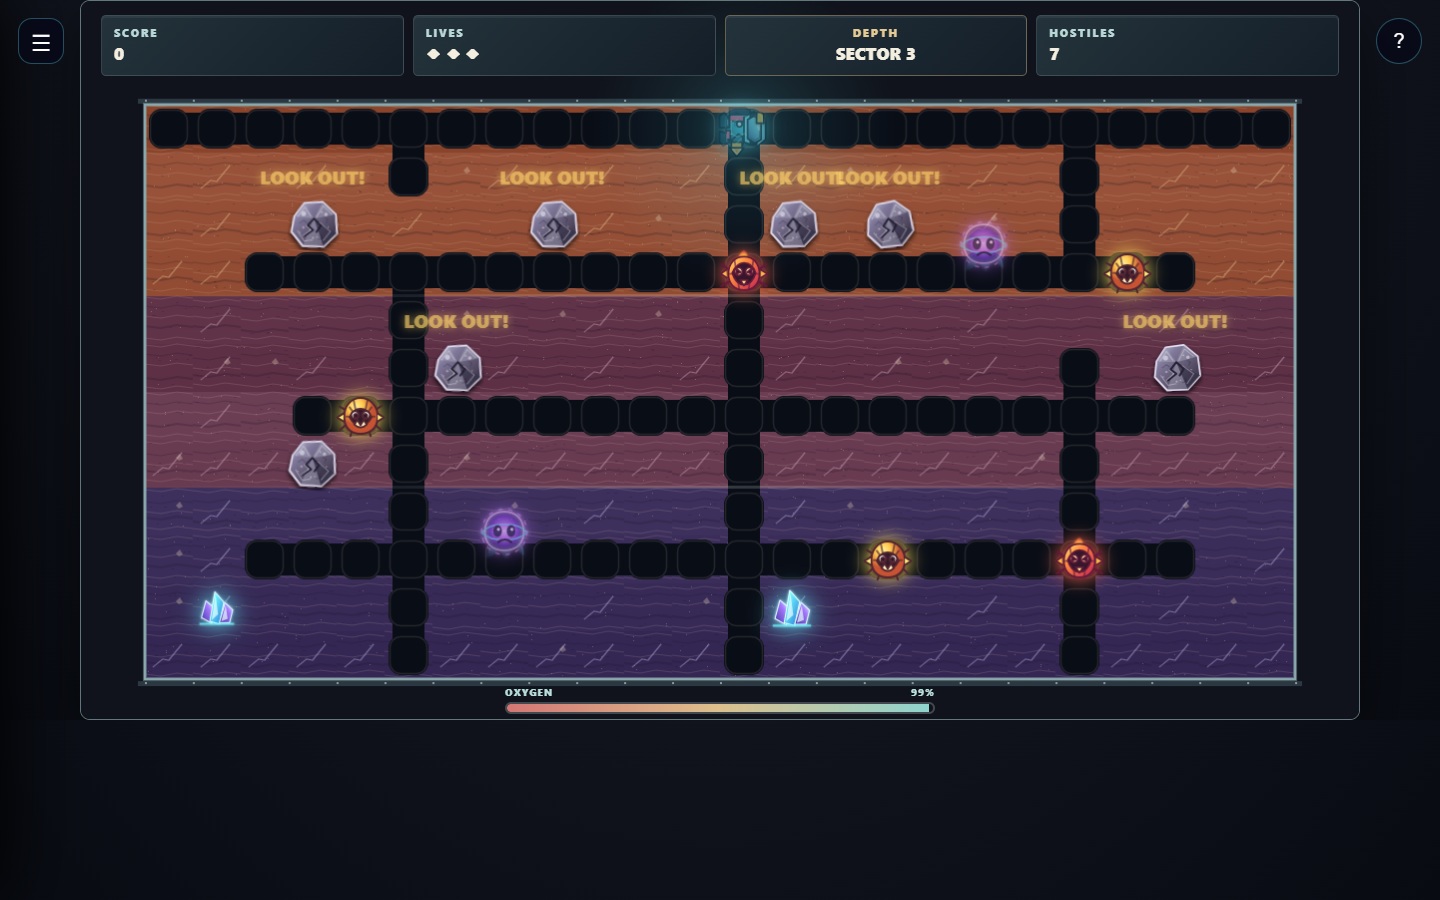 SCORE
0
LIVES
DEPTH
SECTOR 3
HOSTILES
7
?
LOOK OUT!
LOOK OUT!
LOOK OUT!
LOOK OUT!
LOOK OUT!
LOOK OUT!
OXYGEN
99%